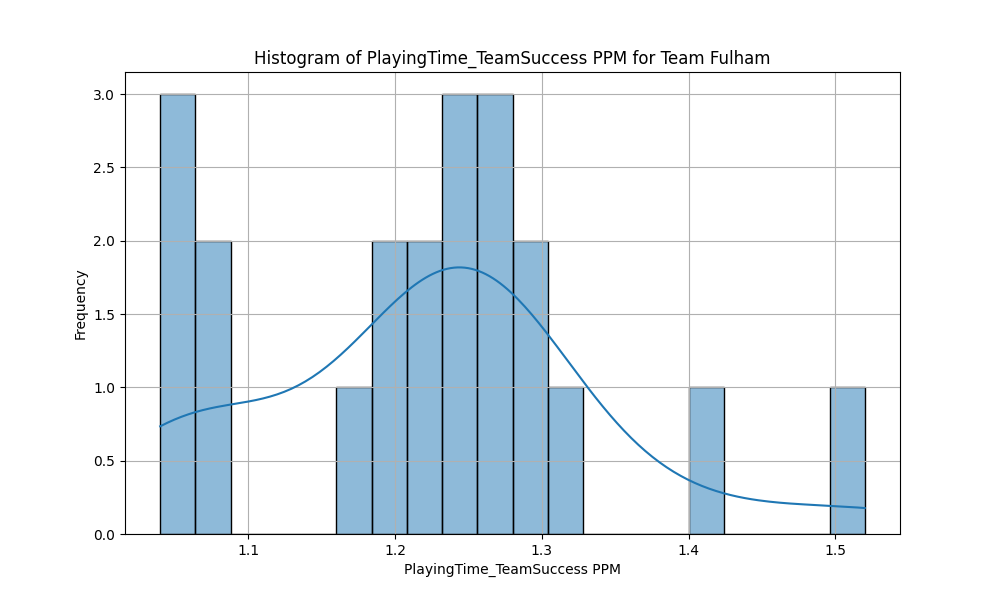 Histogram of PlayingTime_TeamSuccess PPM for Team Fulham
3.0
2.5
2.0
1.5
1.0
0.5
0.0
Frequency
1.1 1.2 1.3 1.4 1.5
PlayingTime_TeamSuccess PPM